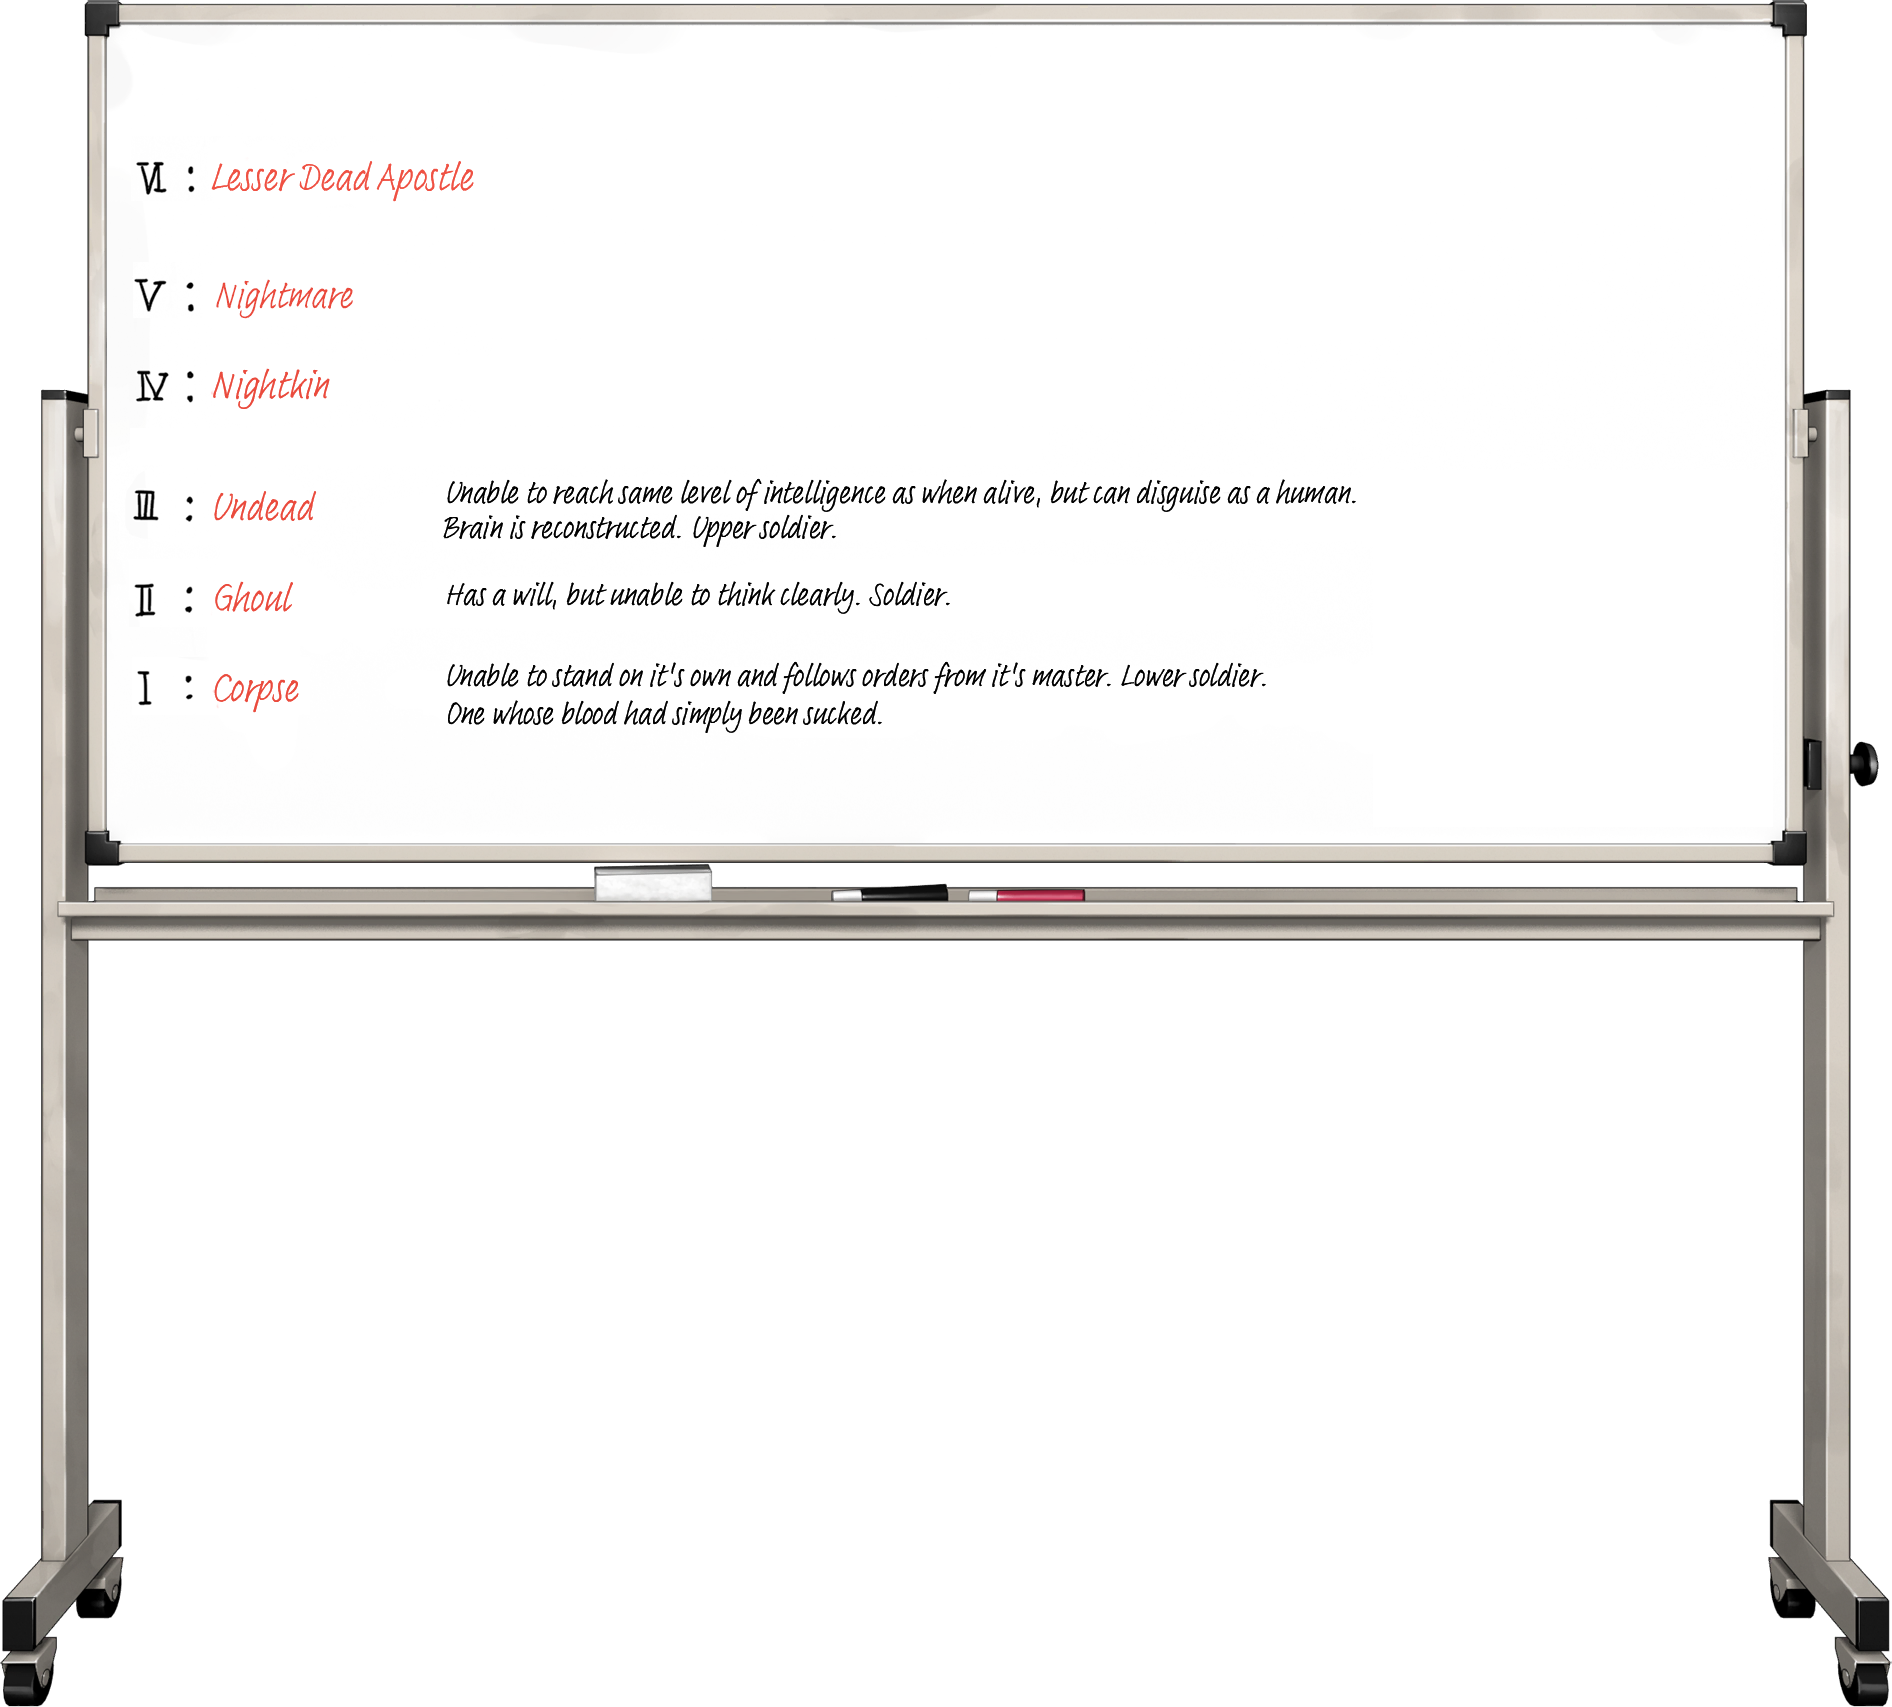 VI : Lesser Dead Apostle
V : Nightmare
IV : Nightkin
III : Undead Unable to reach same level of intelligence as when alive, but can disguise as a human.
Brain is reconstructed. Upper soldier.
II : Ghoul Has a will, but unable to think clearly. Soldier.
I : Corpse Unable to stand on it's own and follows orders from it's master. Lower soldier.
One whose blood had simply been sucked.